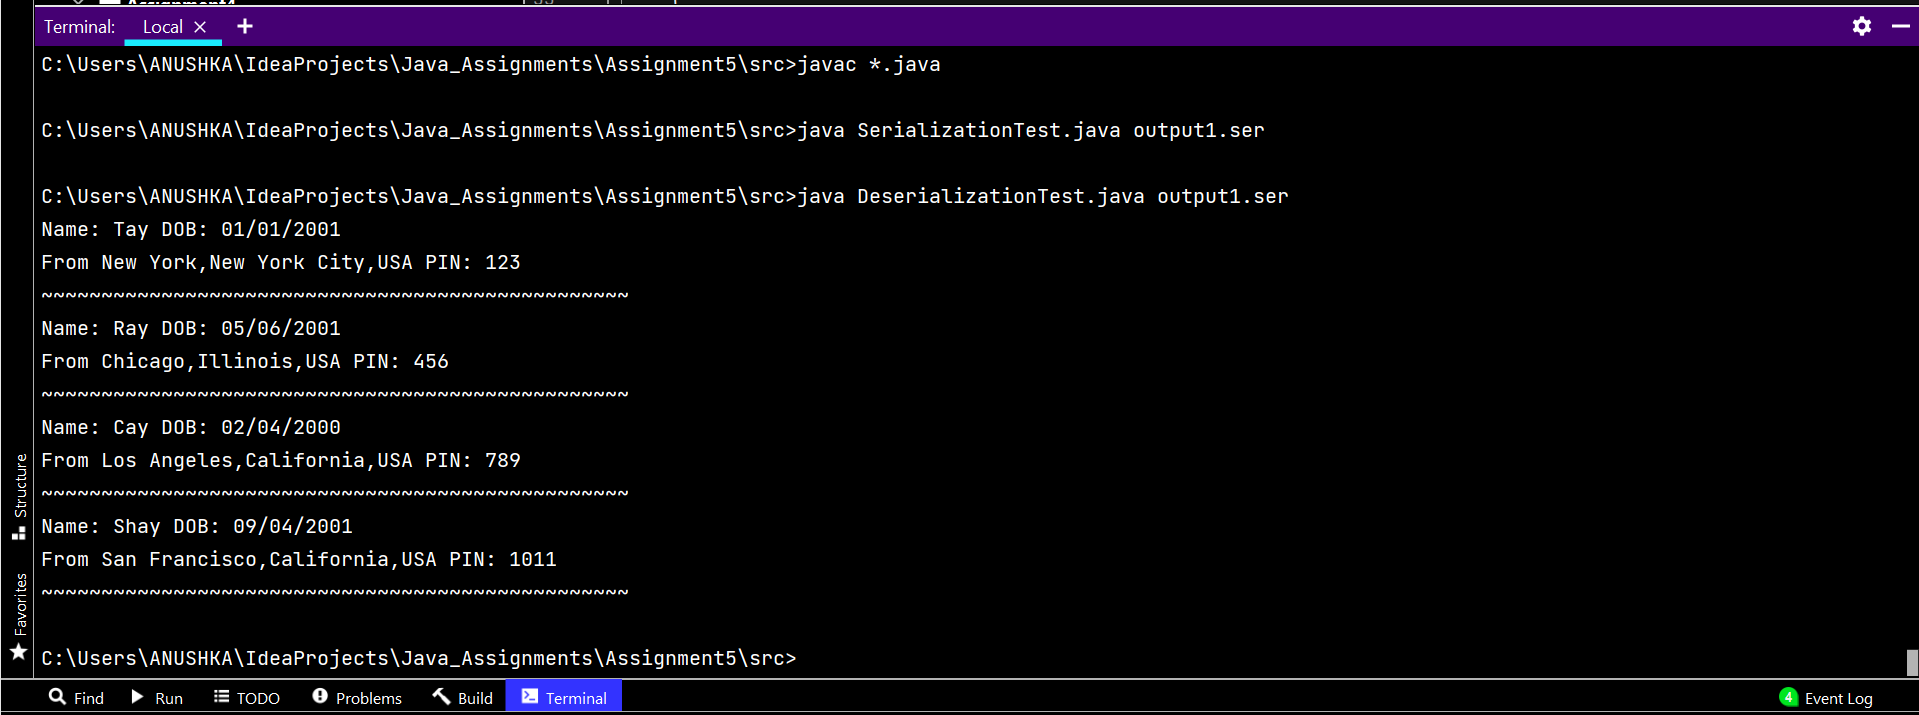 Terminal: Local × +
C:\Users\ANUSHKA\IdeaProjects\Java_Assignments\Assignment5\src>javac *.java
C:\Users\ANUSHKA\IdeaProjects\Java_Assignments\Assignment5\src>java SerializationTest.java output1.ser
C:\Users\ANUSHKA\IdeaProjects\Java_Assignments\Assignment5\src>java DeserializationTest.java output1.ser
Name: Tay DOB: 01/01/2001
From New York,New York City,USA PIN: 123
~~~~~~~~~~~~~~~~~~~~~~~~~~~~~~~~~~~~~~~~~~~~~~~~~
Name: Ray DOB: 05/06/2001
From Chicago,Illinois,USA PIN: 456
~~~~~~~~~~~~~~~~~~~~~~~~~~~~~~~~~~~~~~~~~~~~~~~~~
Name: Cay DOB: 02/04/2000
From Los Angeles,California,USA PIN: 789
~~~~~~~~~~~~~~~~~~~~~~~~~~~~~~~~~~~~~~~~~~~~~~~~~
Name: Shay DOB: 09/04/2001
From San Francisco,California,USA PIN: 1011
~~~~~~~~~~~~~~~~~~~~~~~~~~~~~~~~~~~~~~~~~~~~~~~~~
C:\Users\ANUSHKA\IdeaProjects\Java_Assignments\Assignment5\src>
Structure
Favorites
Find Run TODO Problems Build Terminal 4 Event Log